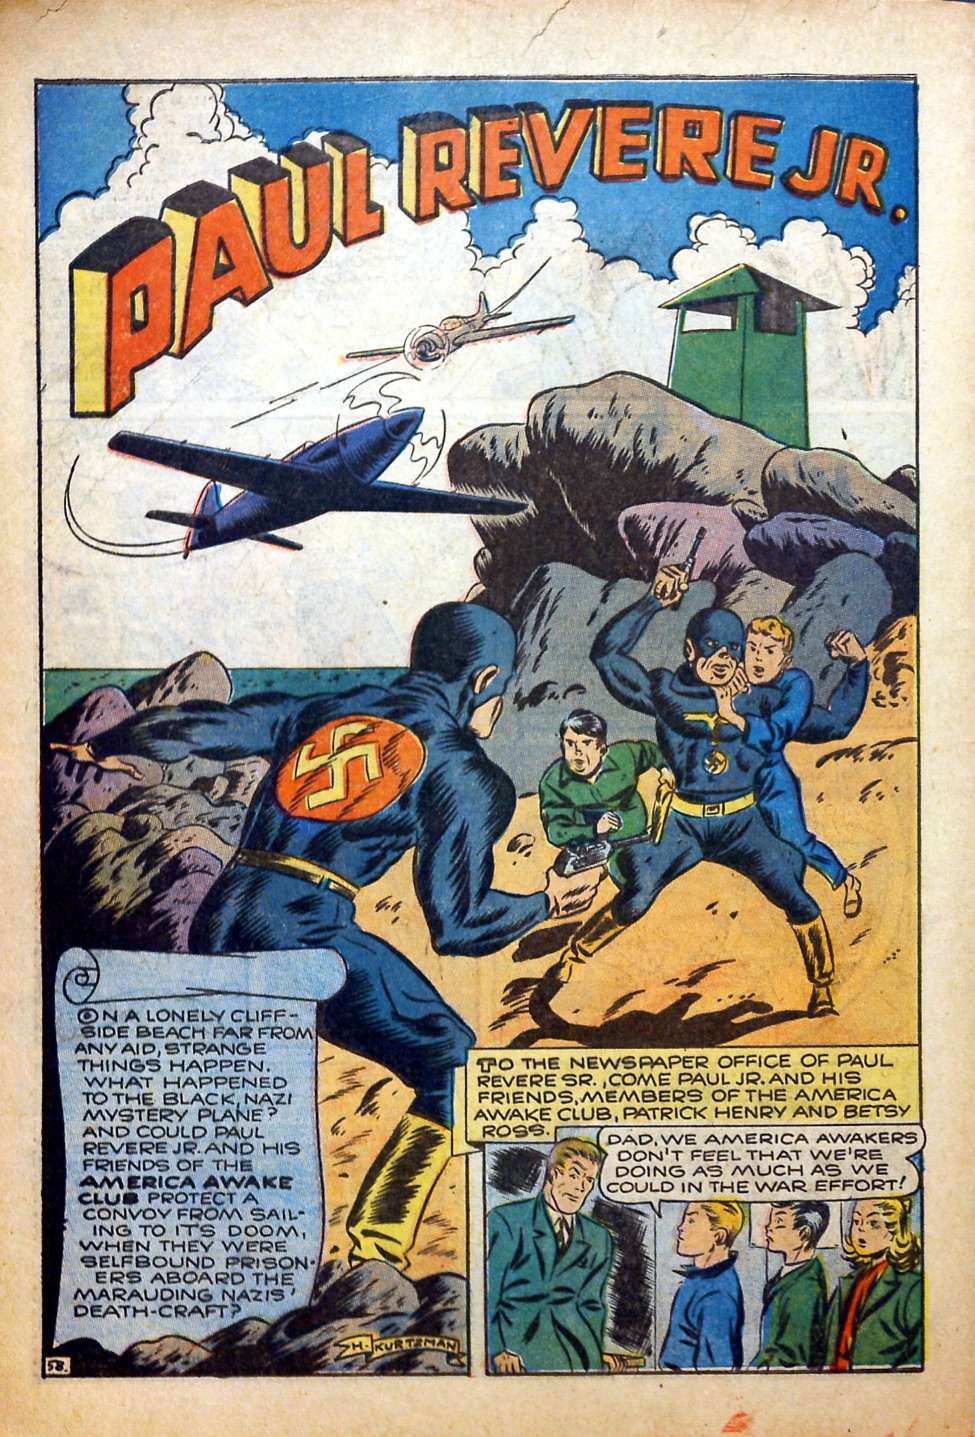 PAUL REVERE JR.
ON A LONELY CLIFF-
SIDE BEACH FAR FROM
ANY AID, STRANGE
THINGS HAPPEN.
WHAT HAPPENED
TO THE BLACK, NAZI
MYSTERY PLANE?
AND COULD PAUL
REVERE JR. AND HIS
FRIENDS OF THE
AMERICA AWAKE
CLUB PROTECT A
CONVOY FROM SAIL-
ING TO IT'S DOOM,
WHEN THEY WERE
SELFBOUND PRISON-
ERS ABOARD THE
MARAUDING NAZIS'
DEATH-CRAFT?
58.
H. KURTZMAN
TO THE NEWSPAPER OFFICE OF PAUL
REVERE SR., COME PAUL JR. AND HIS
FRIENDS, MEMBERS OF THE AMERICA
AWAKE CLUB, PATRICK HENRY AND BETSY
ROSS.
DAD, WE AMERICA AWAKERS
DON'T FEEL THAT WE'RE
DOING AS MUCH AS WE
COULD IN THE WAR EFFORT!